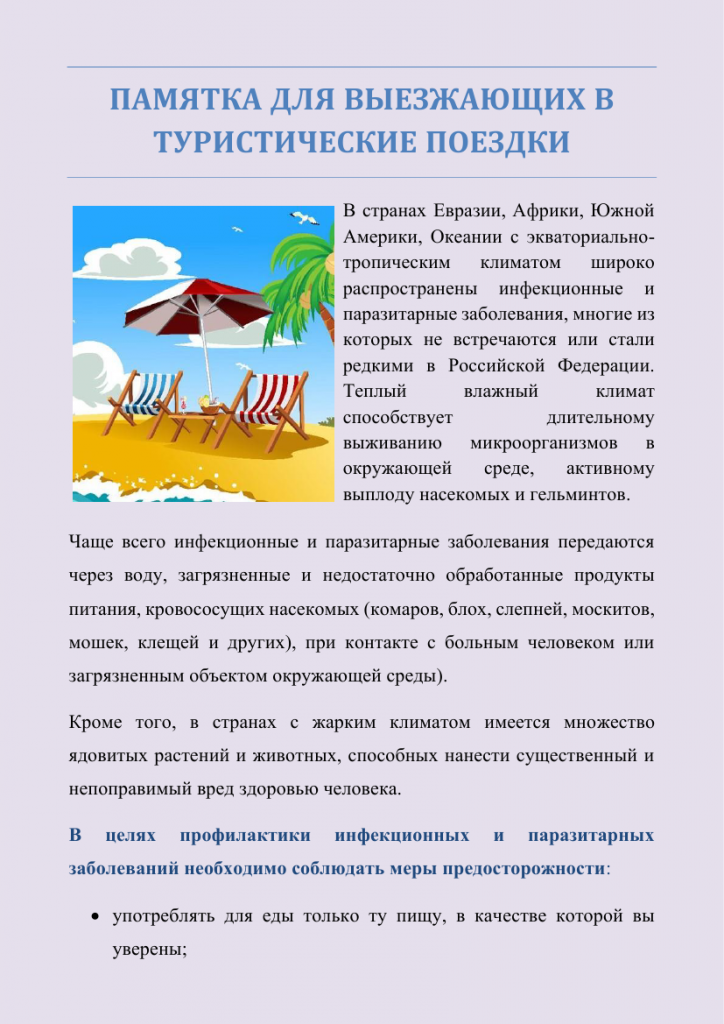 ПАМЯТКА ДЛЯ ВЫЕЗЖАЮЩИХ В
ТУРИСТИЧЕСКИЕ ПОЕЗДКИ
В странах Евразии, Африки, Южной
Америки, Океании с экваториально-
тропическим климатом широко
распространены инфекционные и
паразитарные заболевания, многие из
которых не встречаются или стали
редкими в Российской Федерации.
Теплый влажный климат
способствует длительному
выживанию микроорганизмов в
окружающей среде, активному
выплоду насекомых и гельминтов.
Чаще всего инфекционные и паразитарные заболевания передаются
через воду, загрязненные и недостаточно обработанные продукты
питания, кровососущих насекомых (комаров, блох, слепней, москитов,
мошек, клещей и других), при контакте с больным человеком или
загрязненным объектом окружающей среды).
Кроме того, в странах с жарким климатом имеется множество
ядовитых растений и животных, способных нанести существенный и
непоправимый вред здоровью человека.
В целях профилактики инфекционных и паразитарных
заболеваний необходимо соблюдать меры предосторожности:
• употреблять для еды только ту пищу, в качестве которой вы
уверены;